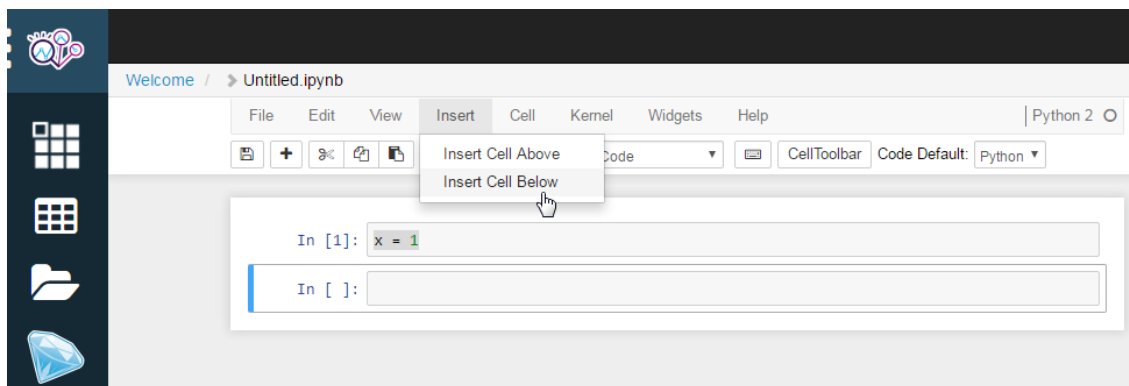 Welcome / > Untitled.ipynb
File Edit View Insert Cell Kernel Widgets Help Python 2
Insert Cell Above Code CellToolbar Code Default: Python
Insert Cell Below
In [1]: x = 1
In [ ]: